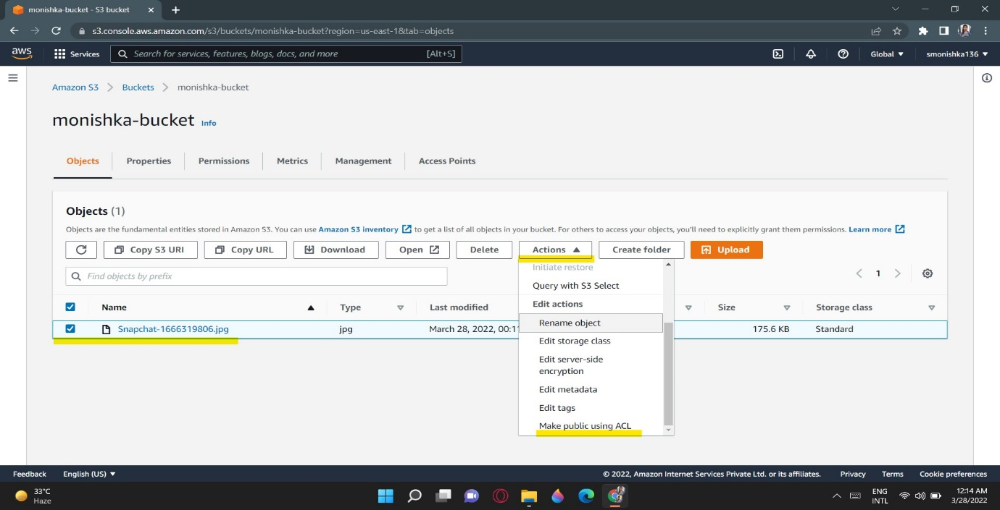 monishka-bucket - S3 bucket
s3.console.aws.amazon.com/s3/buckets/monishka-bucket?region=us-east-1&tab=objects
aws
Services
Search for services, features, blogs, docs, and more
[Alt+S]
Global
smonishka136
Amazon S3
Buckets
monishka-bucket
monishka-bucket
Info
Objects
Properties
Permissions
Metrics
Management
Access Points
Objects (1)
Objects are the fundamental entities stored in Amazon S3. You can use Amazon S3 inventory to get a list of all objects in your bucket. For others to access your objects, you'll need to explicitly grant them permissions. Learn more
Copy S3 URI
Copy URL
Download
Open
Delete
Actions
Create folder
Upload
Find objects by prefix
1
Initiate restore
Query with S3 Select
Edit actions
Rename object
Edit storage class
Edit server-side
encryption
Edit metadata
Edit tags
Make public using ACL
Name
Type
Last modified
Size
Storage class
Snapchat-1666319806.jpg
jpg
March 28, 2022, 00:1
175.6 KB
Standard
Feedback
English (US)
© 2022, Amazon Internet Services Private Ltd. or its affiliates.
Privacy
Terms
Cookie preferences
33°C
Haze
ENG
INTL
12:14 AM
3/28/2022